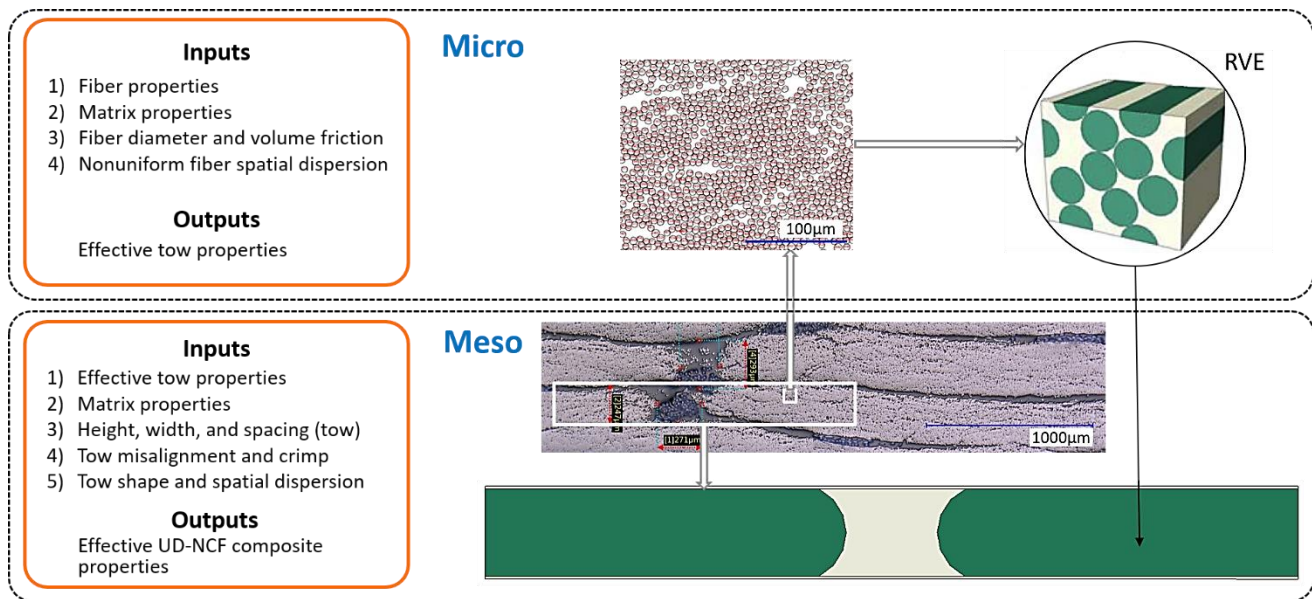 Inputs
1) Fiber properties
2) Matrix properties
3) Fiber diameter and volume friction
4) Nonuniform fiber spatial dispersion
Outputs
Effective tow properties
Micro
100µm
RVE
Inputs
1) Effective tow properties
2) Matrix properties
3) Height, width, and spacing (tow)
4) Tow misalignment and crimp
5) Tow shape and spatial dispersion
Outputs
Effective UD-NCF composite
properties
Meso
[4]293µm
[1]271µm
1000µm